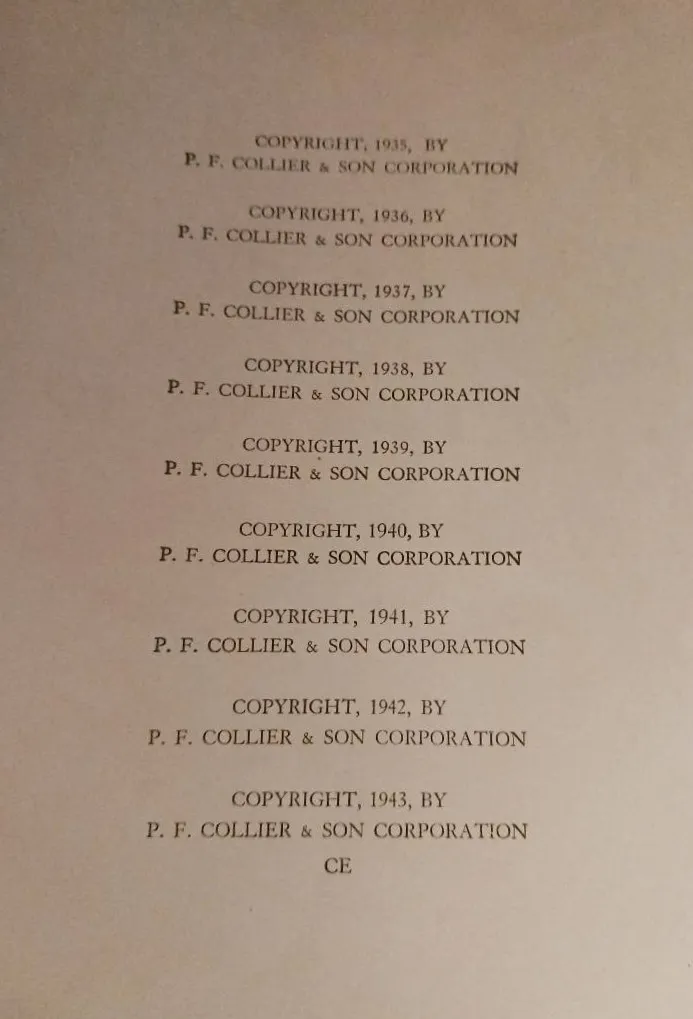 COPYRIGHT, 1935, BY
P. F. COLLIER & SON CORPORATION
COPYRIGHT, 1936, BY
P. F. COLLIER & SON CORPORATION
COPYRIGHT, 1937, BY
P. F. COLLIER & SON CORPORATION
COPYRIGHT, 1938, BY
P. F. COLLIER & SON CORPORATION
COPYRIGHT, 1939, BY
P. F. COLLIER & SON CORPORATION
COPYRIGHT, 1940, BY
P. F. COLLIER & SON CORPORATION
COPYRIGHT, 1941, BY
P. F. COLLIER & SON CORPORATION
COPYRIGHT, 1942, BY
P. F. COLLIER & SON CORPORATION
COPYRIGHT, 1943, BY
P. F. COLLIER & SON CORPORATION
CE